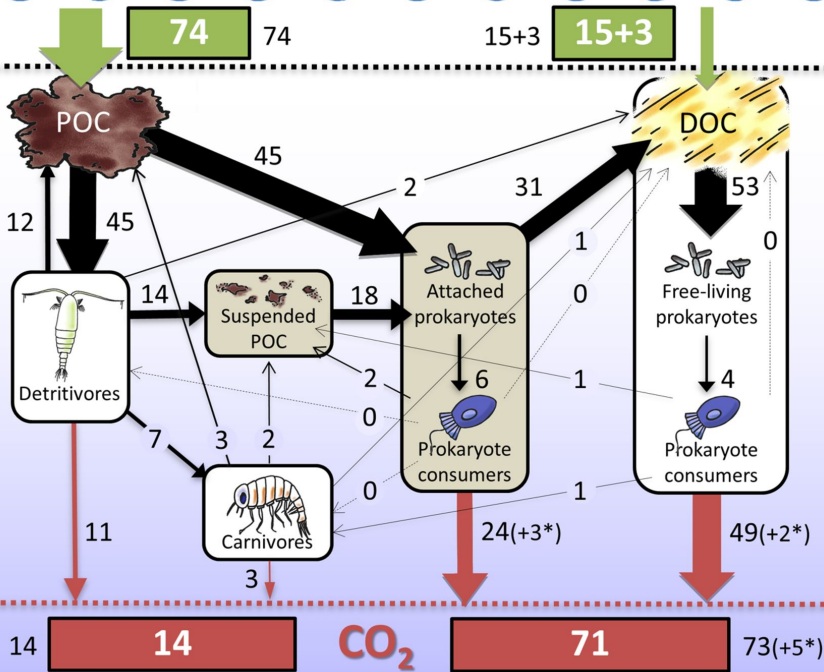 74
74
15+3
15+3
POC
DOC
45
2
31
53
12
45
1
0
0
Attached
prokaryotes
Free-living
prokaryotes
14
Suspended
POC
18
Detritivores
2
6
1
4
0
7
3
2
Prokaryote
consumers
Prokaryote
consumers
0
1
Carnivores
11
24(+3*)
49(+2*)
3
14
14
CO₂
71
73(+5*)